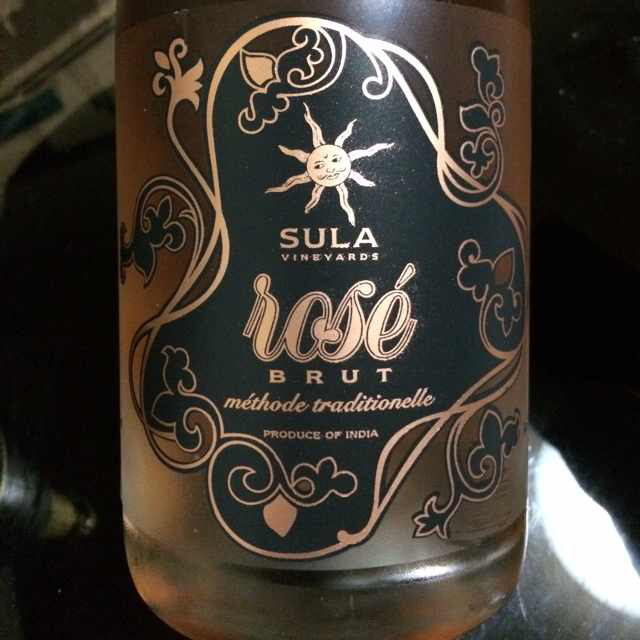 SULA
VINEYARDS
rosé
BRUT
méthode traditionelle
PRODUCE OF INDIA